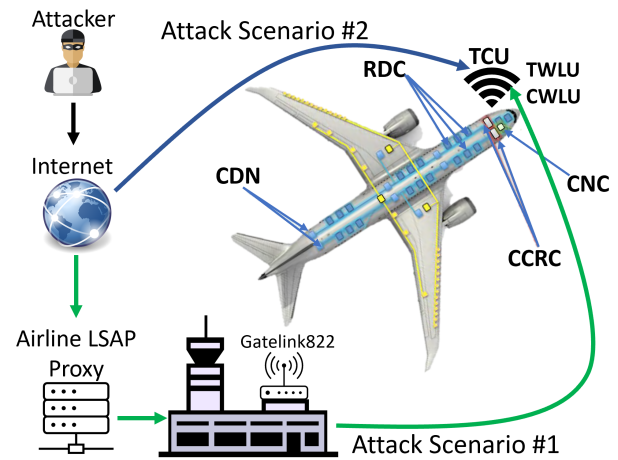 Attacker
Attack Scenario #2
TCU
TWLU
CWLU
RDC
Internet
CDN
CNC
CCRC
Airline LSAP
Proxy
Gatelink822
Attack Scenario #1